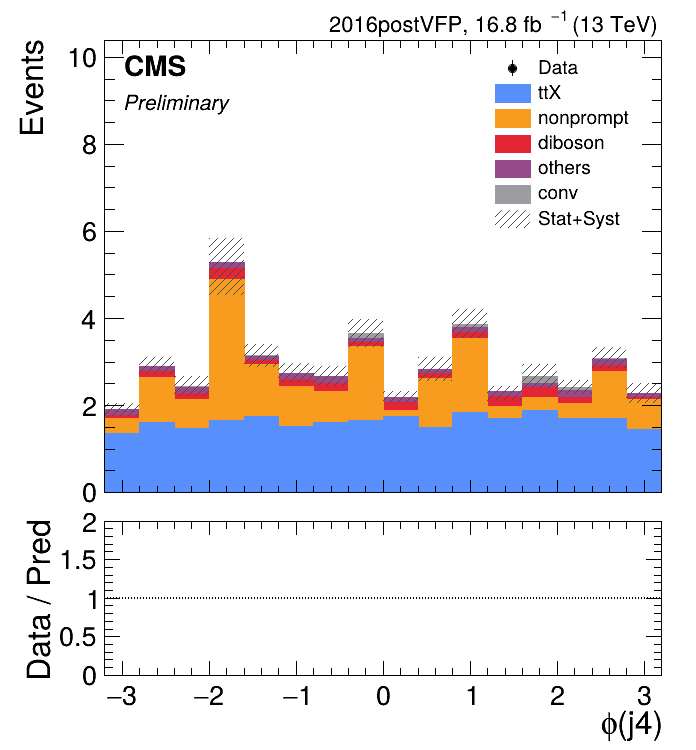 2016postVFP, 16.8 fb⁻¹ (13 TeV)
CMS
Preliminary
Events
10
8
6
4
2
0
Data
ttX
nonprompt
diboson
others
conv
Stat+Syst
Data / Pred
2
1.5
1
0.5
0
−3 −2 −1 0 1 2 3
ϕ(j4)